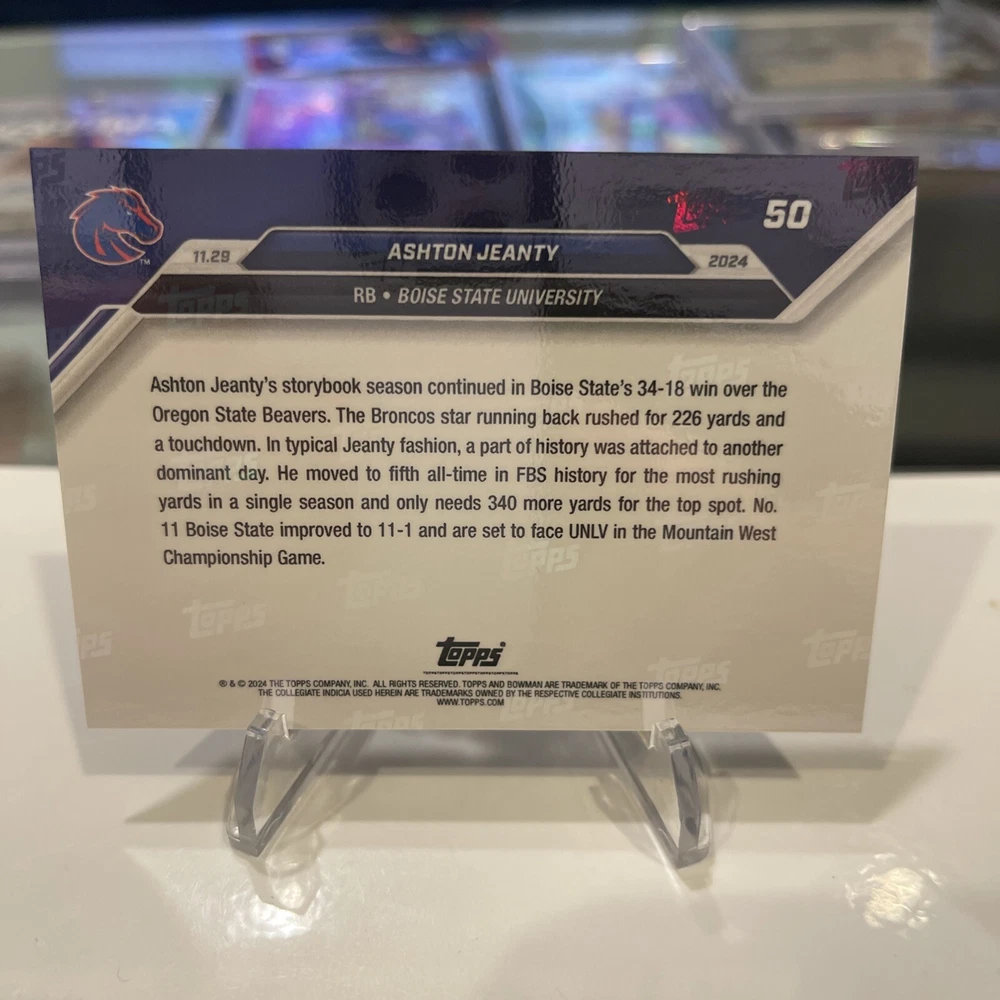 50
11.29
ASHTON JEANTY
2024
RB • BOISE STATE UNIVERSITY
Ashton Jeanty's storybook season continued in Boise State's 34-18 win over the
Oregon State Beavers. The Broncos star running back rushed for 226 yards and
a touchdown. In typical Jeanty fashion, a part of history was attached to another
dominant day. He moved to fifth all-time in FBS history for the most rushing
yards in a single season and only needs 340 more yards for the top spot. No.
11 Boise State improved to 11-1 and are set to face UNLV in the Mountain West
Championship Game.
TOPPS
® & © 2024 THE TOPPS COMPANY, INC. ALL RIGHTS RESERVED. TOPPS AND BOWMAN ARE TRADEMARK OF THE TOPPS COMPANY, INC.
THE COLLEGIATE INDICIA USED HEREIN ARE TRADEMARKS OWNED BY THE RESPECTIVE COLLEGIATE INSTITUTIONS.
WWW.TOPPS.COM